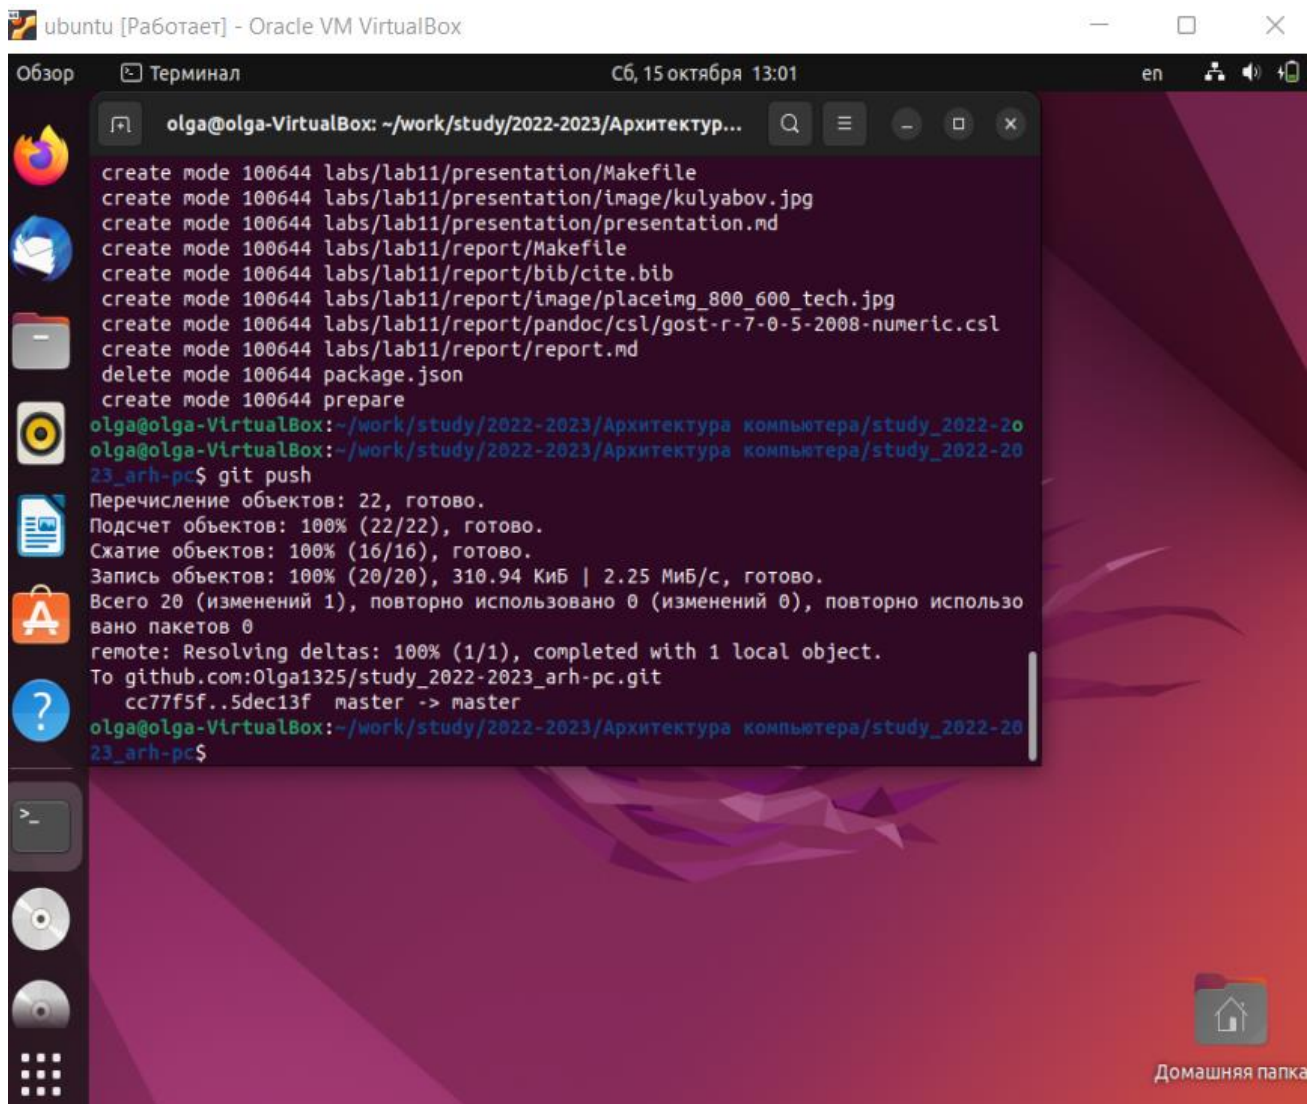 ubuntu [Работает] - Oracle VM VirtualBox
Обзор Терминал Сб, 15 октября 13:01 en
olga@olga-VirtualBox: ~/work/study/2022-2023/Архитектур...
create mode 100644 labs/lab11/presentation/Makefile
create mode 100644 labs/lab11/presentation/image/kulyabov.jpg
create mode 100644 labs/lab11/presentation/presentation.md
create mode 100644 labs/lab11/report/Makefile
create mode 100644 labs/lab11/report/bib/cite.bib
create mode 100644 labs/lab11/report/image/placeimg_800_600_tech.jpg
create mode 100644 labs/lab11/report/pandoc/csl/gost-r-7-0-5-2008-numeric.csl
create mode 100644 labs/lab11/report/report.md
delete mode 100644 package.json
create mode 100644 prepare
olga@olga-VirtualBox:~/work/study/2022-2023/Архитектура компьютера/study_2022-2o
olga@olga-VirtualBox:~/work/study/2022-2023/Архитектура компьютера/study_2022-20
23_arh-pc$ git push
Перечисление объектов: 22, готово.
Подсчет объектов: 100% (22/22), готово.
Сжатие объектов: 100% (16/16), готово.
Запись объектов: 100% (20/20), 310.94 КиБ | 2.25 МиБ/с, готово.
Всего 20 (изменений 1), повторно использовано 0 (изменений 0), повторно использо
вано пакетов 0
remote: Resolving deltas: 100% (1/1), completed with 1 local object.
To github.com:Olga1325/study_2022-2023_arh-pc.git
cc77f5f..5dec13f master -> master
olga@olga-VirtualBox:~/work/study/2022-2023/Архитектура компьютера/study_2022-20
23_arh-pc$
Домашняя папка